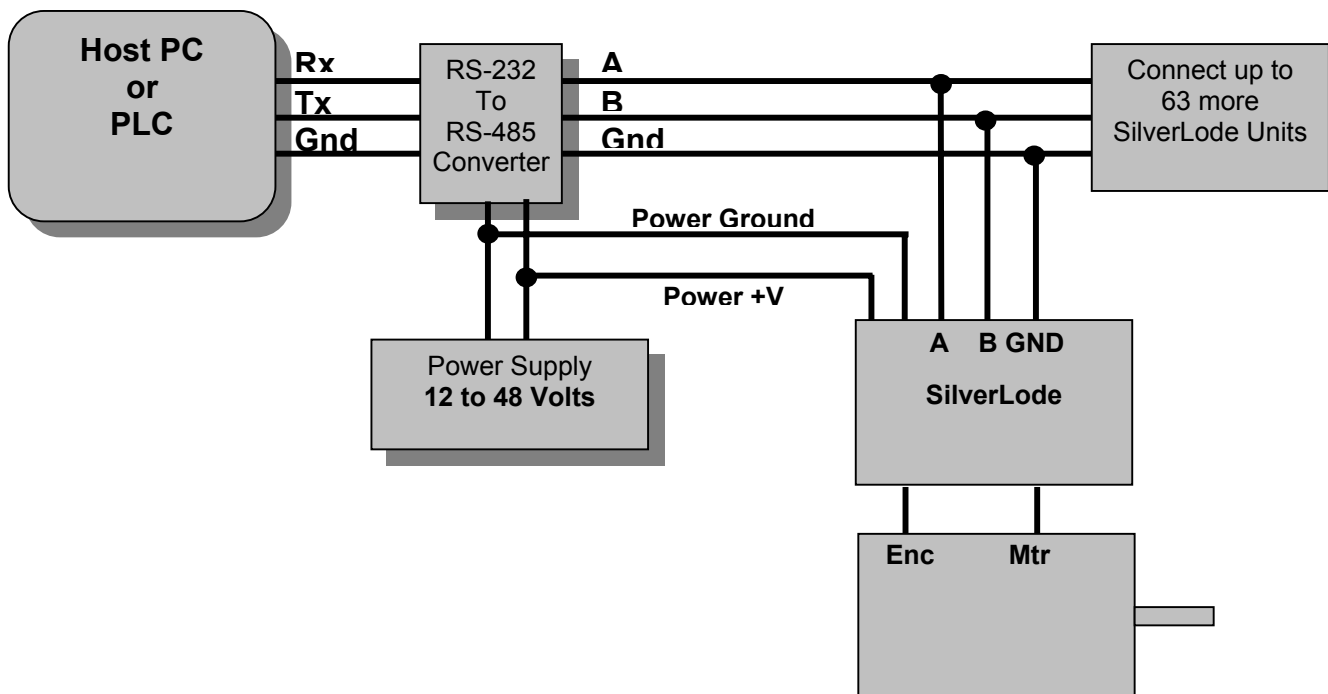 Host PC
or
PLC
Rx
Tx
Gnd
RS-232
To
RS-485
Converter
A
B
Gnd
Connect up to
63 more
SilverLode Units
Power Ground
Power +V
Power Supply
12 to 48 Volts
A B GND
SilverLode
Enc Mtr